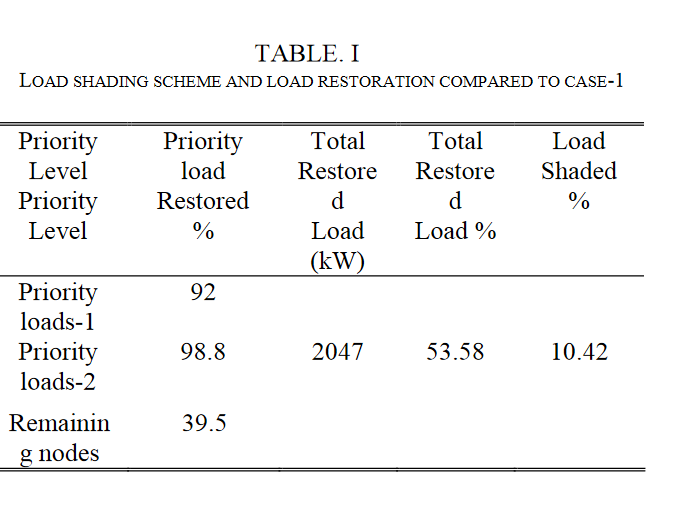 TABLE. I
LOAD SHADING SCHEME AND LOAD RESTORATION COMPARED TO CASE-1
Priority Priority Total Total Load
Level load Restore Restore Shaded
Priority Restored d d %
Level % Load Load %
(kW)
Priority 92
loads-1
Priority 98.8 2047 53.58 10.42
loads-2
Remainin 39.5
g nodes